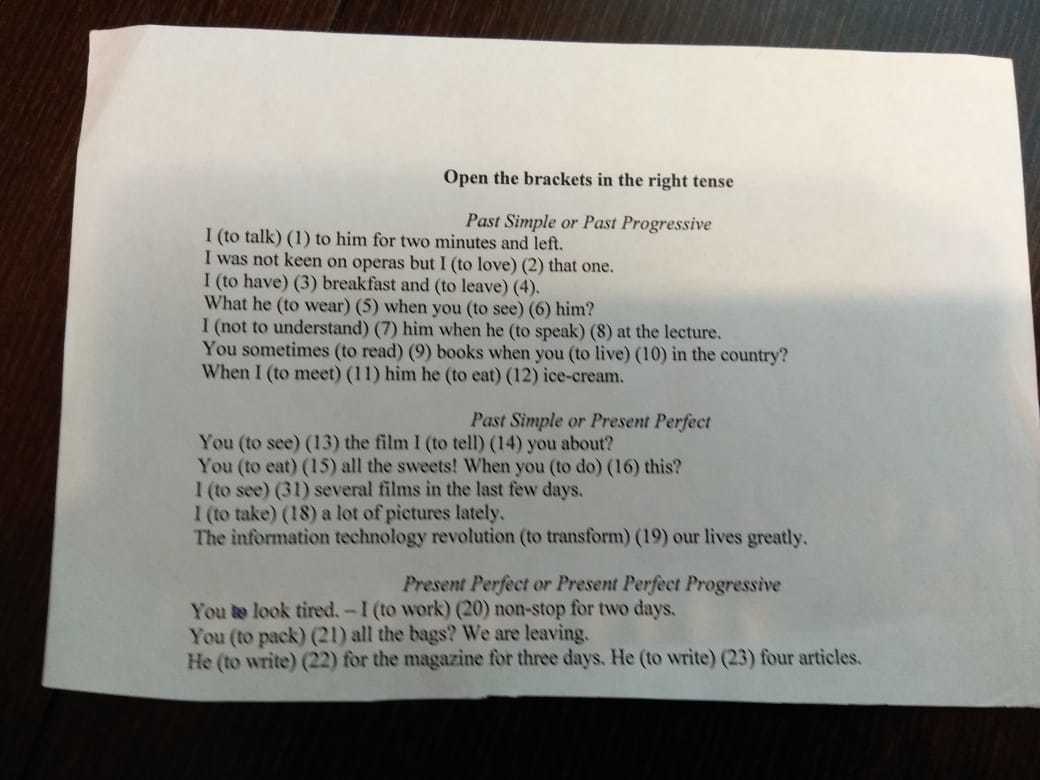 Open the brackets in the right tense
Past Simple or Past Progressive
I (to talk) (1) to him for two minutes and left.
I was not keen on operas but I (to love) (2) that one.
I (to have) (3) breakfast and (to leave) (4).
What he (to wear) (5) when you (to see) (6) him?
I (not to understand) (7) him when he (to speak) (8) at the lecture.
You sometimes (to read) (9) books when you (to live) (10) in the country?
When I (to meet) (11) him he (to eat) (12) ice-cream.
Past Simple or Present Perfect
You (to see) (13) the film I (to tell) (14) you about?
You (to eat) (15) all the sweets! When you (to do) (16) this?
I (to see) (31) several films in the last few days.
I (to take) (18) a lot of pictures lately.
The information technology revolution (to transform) (19) our lives greatly.
Present Perfect or Present Perfect Progressive
You look tired. – I (to work) (20) non-stop for two days.
You (to pack) (21) all the bags? We are leaving.
He (to write) (22) for the magazine for three days. He (to write) (23) four articles.